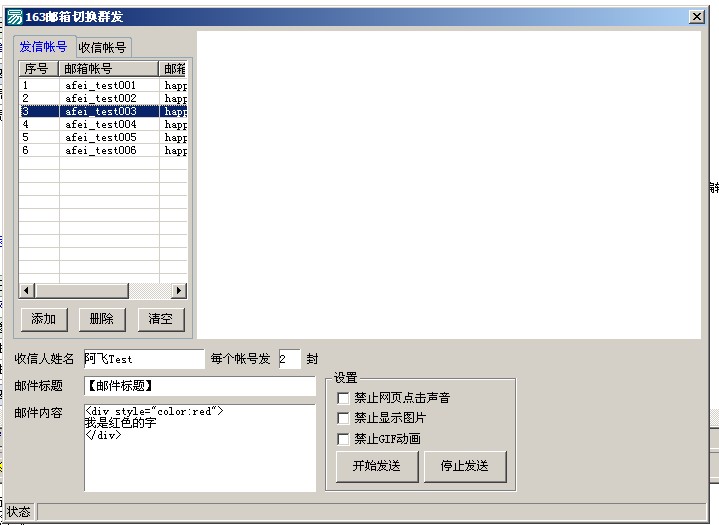 163邮箱切换群发
发信帐号 收信帐号
序号 邮箱帐号 邮箱
1 afei_test001 happ
2 afei_test002 happ
3 afei_test003 happ
4 afei_test004 happ
5 afei_test005 happ
6 afei_test006 happ
添加 删除 清空
收信人姓名 阿飞Test 每个帐号发 2 封
邮件标题 【邮件标题】
邮件内容 <div style="color:red">
我是红色的字
</div>
设置
禁止网页点击声音
禁止显示图片
禁止GIF动画
开始发送 停止发送
状态